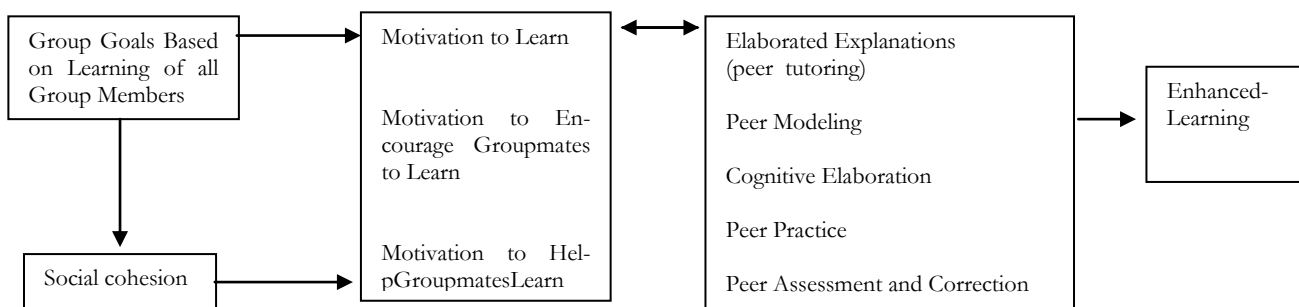 Group Goals Based
on Learning of all
Group Members
Social cohesion
Motivation to Learn
Motivation to En-
courage Groupmates
to Learn
Motivation to Hel-
pGroupmatesLearn
Elaborated Explanations
(peer tutoring)
Peer Modeling
Cognitive Elaboration
Peer Practice
Peer Assessment and Correction
Enhanced-
Learning